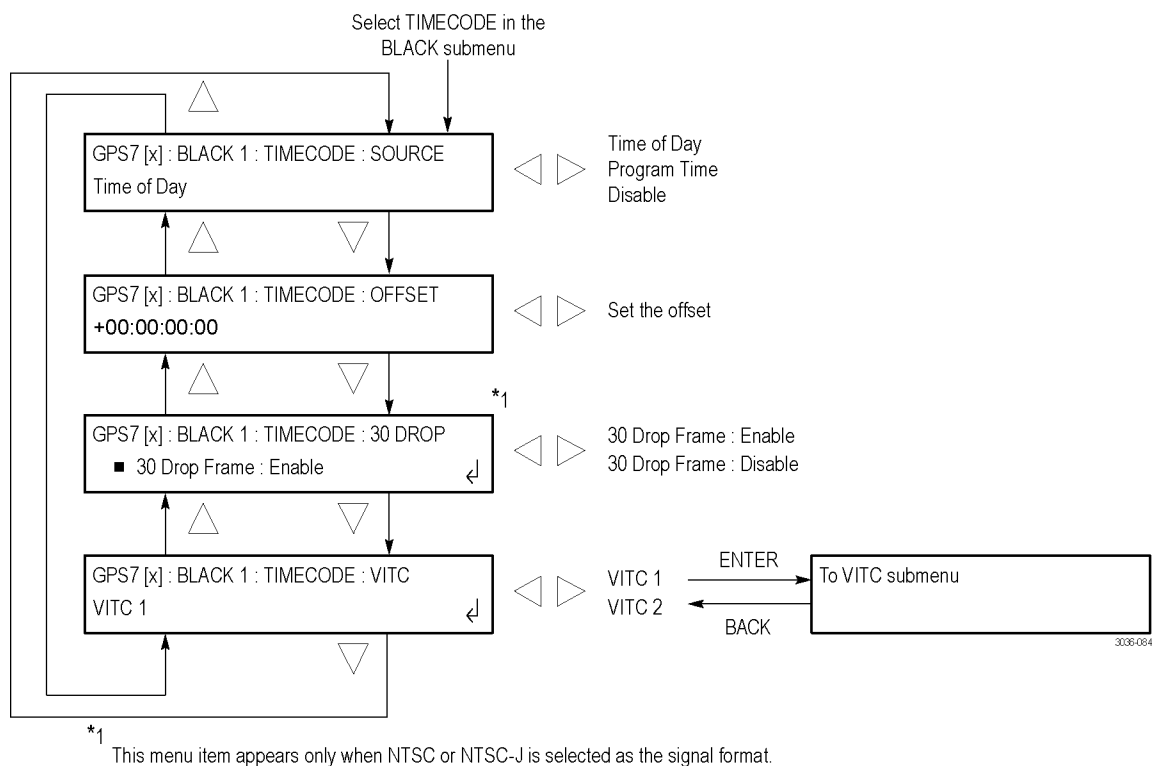 Select TIMECODE in the
BLACK submenu
GPS7 [x] : BLACK 1 : TIMECODE : SOURCE
Time of Day
Time of Day
Program Time
Disable
GPS7 [x] : BLACK 1 : TIMECODE : OFFSET
+00:00:00:00
Set the offset
*1
GPS7 [x] : BLACK 1 : TIMECODE : 30 DROP
■ 30 Drop Frame : Enable
30 Drop Frame : Enable
30 Drop Frame : Disable
GPS7 [x] : BLACK 1 : TIMECODE : VITC
VITC 1
VITC 1
VITC 2
ENTER
BACK
To VITC submenu
3036-084
*1
This menu item appears only when NTSC or NTSC-J is selected as the signal format.